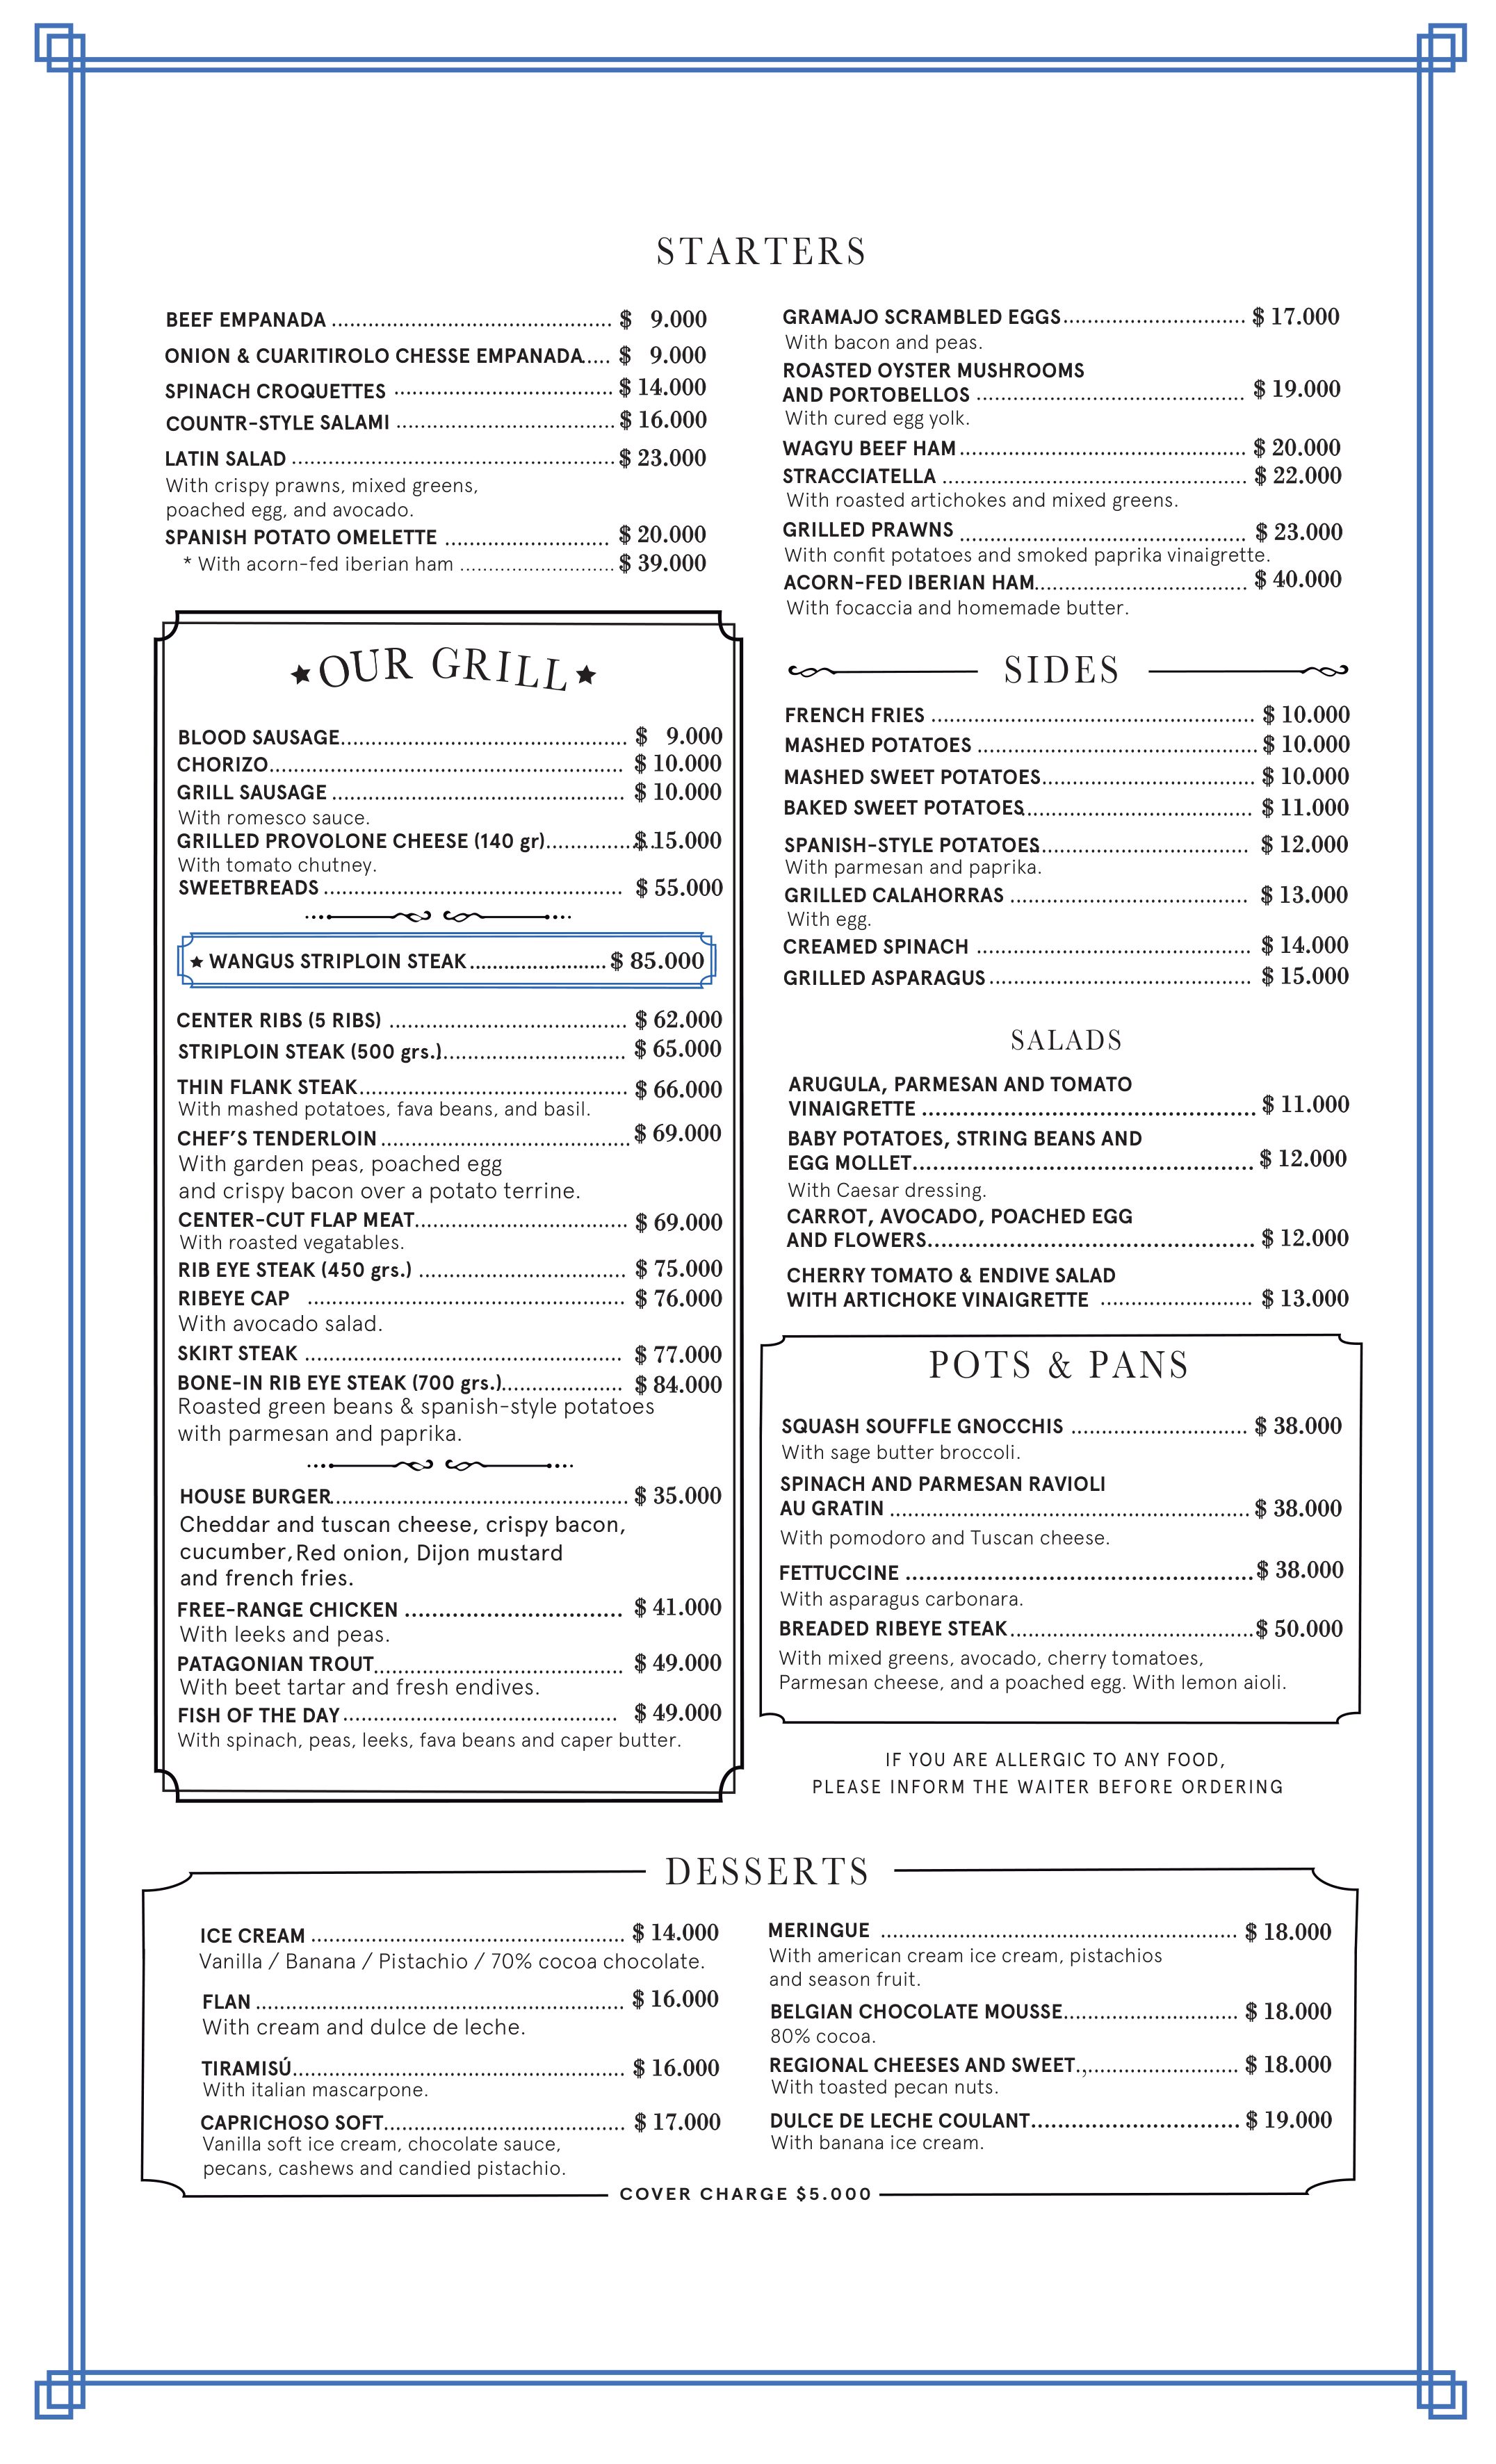 STARTERS
BEEF EMPANADA ........ $ 9.000
ONION & CUARITIROLO CHESSE EMPANADA..... $ 9.000
SPINACH CROQUETTES ........ $ 14.000
COUNTR-STYLE SALAMI ........ $ 16.000
LATIN SALAD ........ $ 23.000
With crispy prawns, mixed greens,
poached egg, and avocado.
SPANISH POTATO OMELETTE ........ $ 20.000
* With acorn-fed iberian ham ........ $ 39.000
GRAMAJO SCRAMBLED EGGS........ $ 17.000
With bacon and peas.
ROASTED OYSTER MUSHROOMS
AND PORTOBELLOS ........ $ 19.000
With cured egg yolk.
WAGYU BEEF HAM........ $ 20.000
STRACCIATELLA ........ $ 22.000
With roasted artichokes and mixed greens.
GRILLED PRAWNS ........ $ 23.000
With confit potatoes and smoked paprika vinaigrette.
ACORN-FED IBERIAN HAM........ $ 40.000
With focaccia and homemade butter.
OUR GRILL
BLOOD SAUSAGE........ $ 9.000
CHORIZO........ $ 10.000
GRILL SAUSAGE ........ $ 10.000
With romesco sauce.
GRILLED PROVOLONE CHEESE (140 gr)........ $ 15.000
With tomato chutney.
SWEETBREADS ........ $ 55.000
★ WANGUS STRIPLOIN STEAK........ $ 85.000
CENTER RIBS (5 RIBS) ........ $ 62.000
STRIPLOIN STEAK (500 grs.)........ $ 65.000
THIN FLANK STEAK........ $ 66.000
With mashed potatoes, fava beans, and basil.
CHEF'S TENDERLOIN ........ $ 69.000
With garden peas, poached egg
and crispy bacon over a potato terrine.
CENTER-CUT FLAP MEAT........ $ 69.000
With roasted vegatables.
RIB EYE STEAK (450 grs.) ........ $ 75.000
RIBEYE CAP ........ $ 76.000
With avocado salad.
SKIRT STEAK ........ $ 77.000
BONE-IN RIB EYE STEAK (700 grs.)........ $ 84.000
Roasted green beans & spanish-style potatoes
with parmesan and paprika.
HOUSE BURGER........ $ 35.000
Cheddar and tuscan cheese, crispy bacon,
cucumber, Red onion, Dijon mustard
and french fries.
FREE-RANGE CHICKEN ........ $ 41.000
With leeks and peas.
PATAGONIAN TROUT........ $ 49.000
With beet tartar and fresh endives.
FISH OF THE DAY ........ $ 49.000
With spinach, peas, leeks, fava beans and caper butter.
SIDES
FRENCH FRIES ........ $ 10.000
MASHED POTATOES ........ $ 10.000
MASHED SWEET POTATOES........ $ 10.000
BAKED SWEET POTATOES........ $ 11.000
SPANISH-STYLE POTATOES........ $ 12.000
With parmesan and paprika.
GRILLED CALAHORRAS ........ $ 13.000
With egg.
CREAMED SPINACH ........ $ 14.000
GRILLED ASPARAGUS ........ $ 15.000
SALADS
ARUGULA, PARMESAN AND TOMATO
VINAIGRETTE ........ $ 11.000
BABY POTATOES, STRING BEANS AND
EGG MOLLET........ $ 12.000
With Caesar dressing.
CARROT, AVOCADO, POACHED EGG
AND FLOWERS........ $ 12.000
CHERRY TOMATO & ENDIVE SALAD
WITH ARTICHOKE VINAIGRETTE ........ $ 13.000
POTS & PANS
SQUASH SOUFFLE GNOCCHIS ........ $ 38.000
With sage butter broccoli.
SPINACH AND PARMESAN RAVIOLI
AU GRATIN ........ $ 38.000
With pomodoro and Tuscan cheese.
FETTUCCINE ........ $ 38.000
With asparagus carbonara.
BREADED RIBEYE STEAK........ $ 50.000
With mixed greens, avocado, cherry tomatoes,
Parmesan cheese, and a poached egg. With lemon aioli.
IF YOU ARE ALLERGIC TO ANY FOOD,
PLEASE INFORM THE WAITER BEFORE ORDERING
DESSERTS
ICE CREAM ........ $ 14.000
Vanilla / Banana / Pistachio / 70% cocoa chocolate.
FLAN ........ $ 16.000
With cream and dulce de leche.
TIRAMISÚ........ $ 16.000
With italian mascarpone.
CAPRICHOSO SOFT........ $ 17.000
Vanilla soft ice cream, chocolate sauce,
pecans, cashews and candied pistachio.
MERINGUE ........ $ 18.000
With american cream ice cream, pistachios
and season fruit.
BELGIAN CHOCOLATE MOUSSE........ $ 18.000
80% cocoa.
REGIONAL CHEESES AND SWEET.,........ $ 18.000
With toasted pecan nuts.
DULCE DE LECHE COULANT........ $ 19.000
With banana ice cream.
COVER CHARGE $5.000